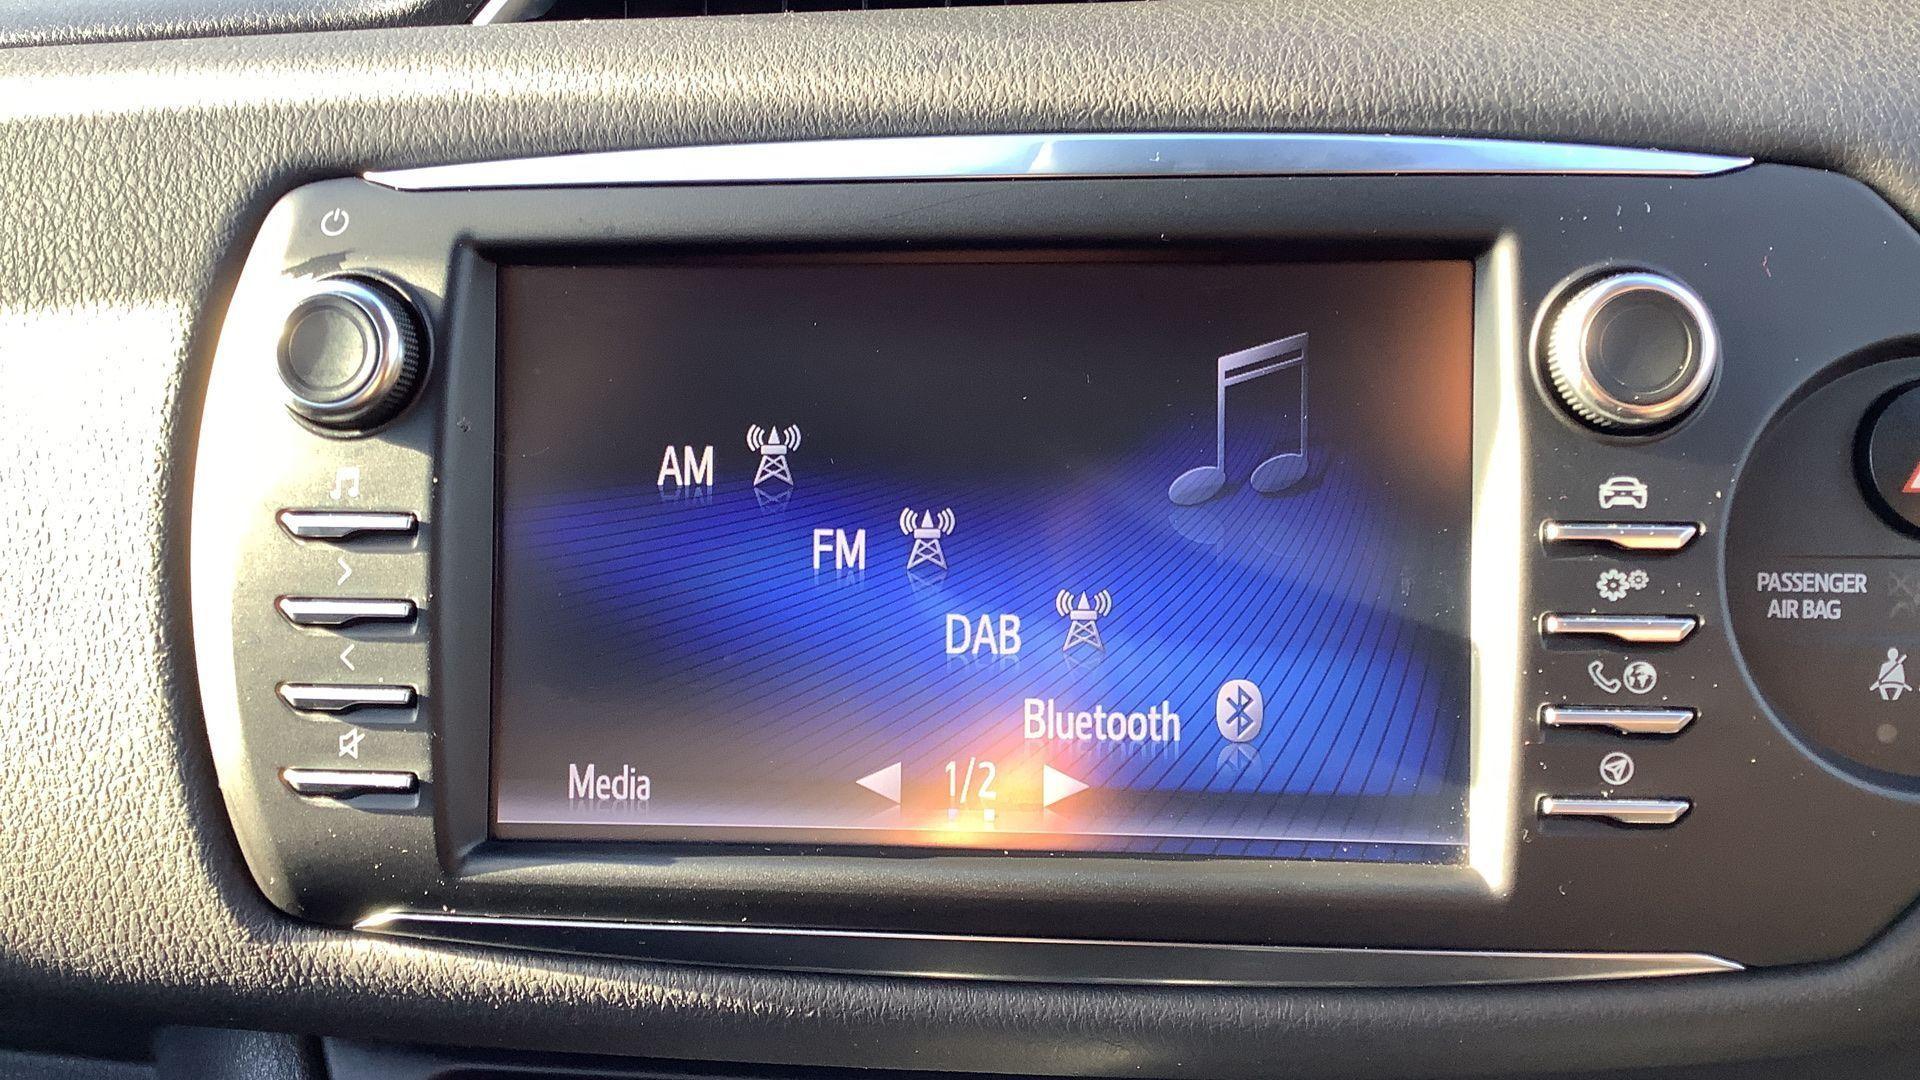 AM
FM
DAB
Bluetooth
Media
1/2
PASSENGER
AIR BAG